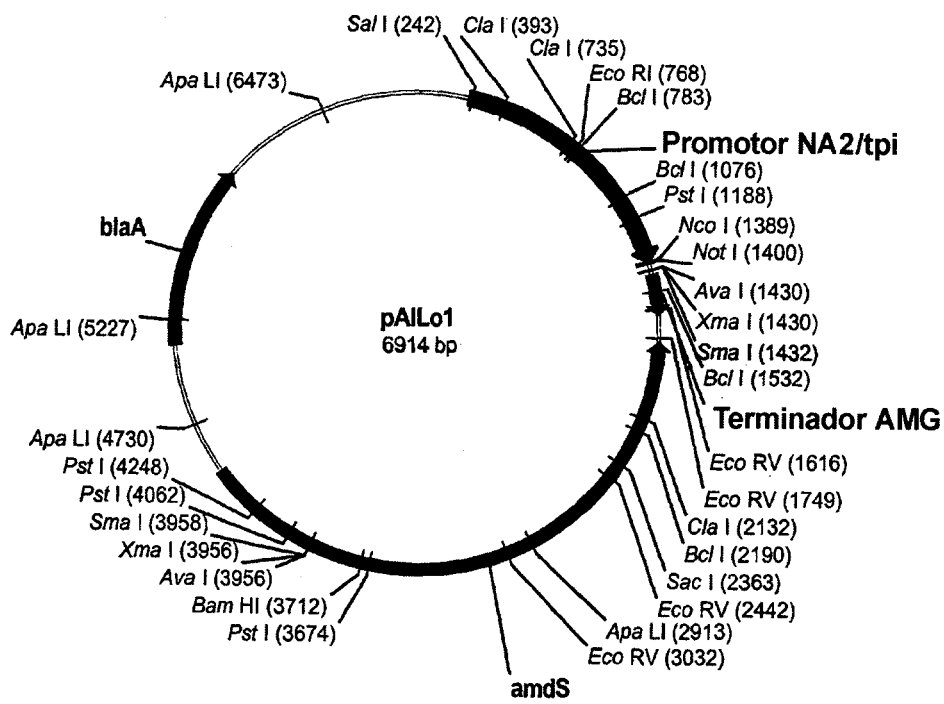 Sal I (242)
Cla I (393)
Cla I (735)
Eco RI (768)
Bcl I (783)
Promotor NA2/tpi
Bcl I (1076)
Pst I (1188)
Nco I (1389)
Not I (1400)
Ava I (1430)
Xma I (1430)
Sma I (1432)
Bcl I (1532)
Terminador AMG
Eco RV (1616)
Eco RV (1749)
Cla I (2132)
Bcl I (2190)
Sac I (2363)
Eco RV (2442)
Apa LI (2913)
Eco RV (3032)
amdS
Pst I (3674)
Bam HI (3712)
Ava I (3956)
Xma I (3956)
Sma I (3958)
Pst I (4062)
Pst I (4248)
Apa LI (4730)
Apa LI (5227)
blaA
Apa LI (6473)
pAlLo1
6914 bp